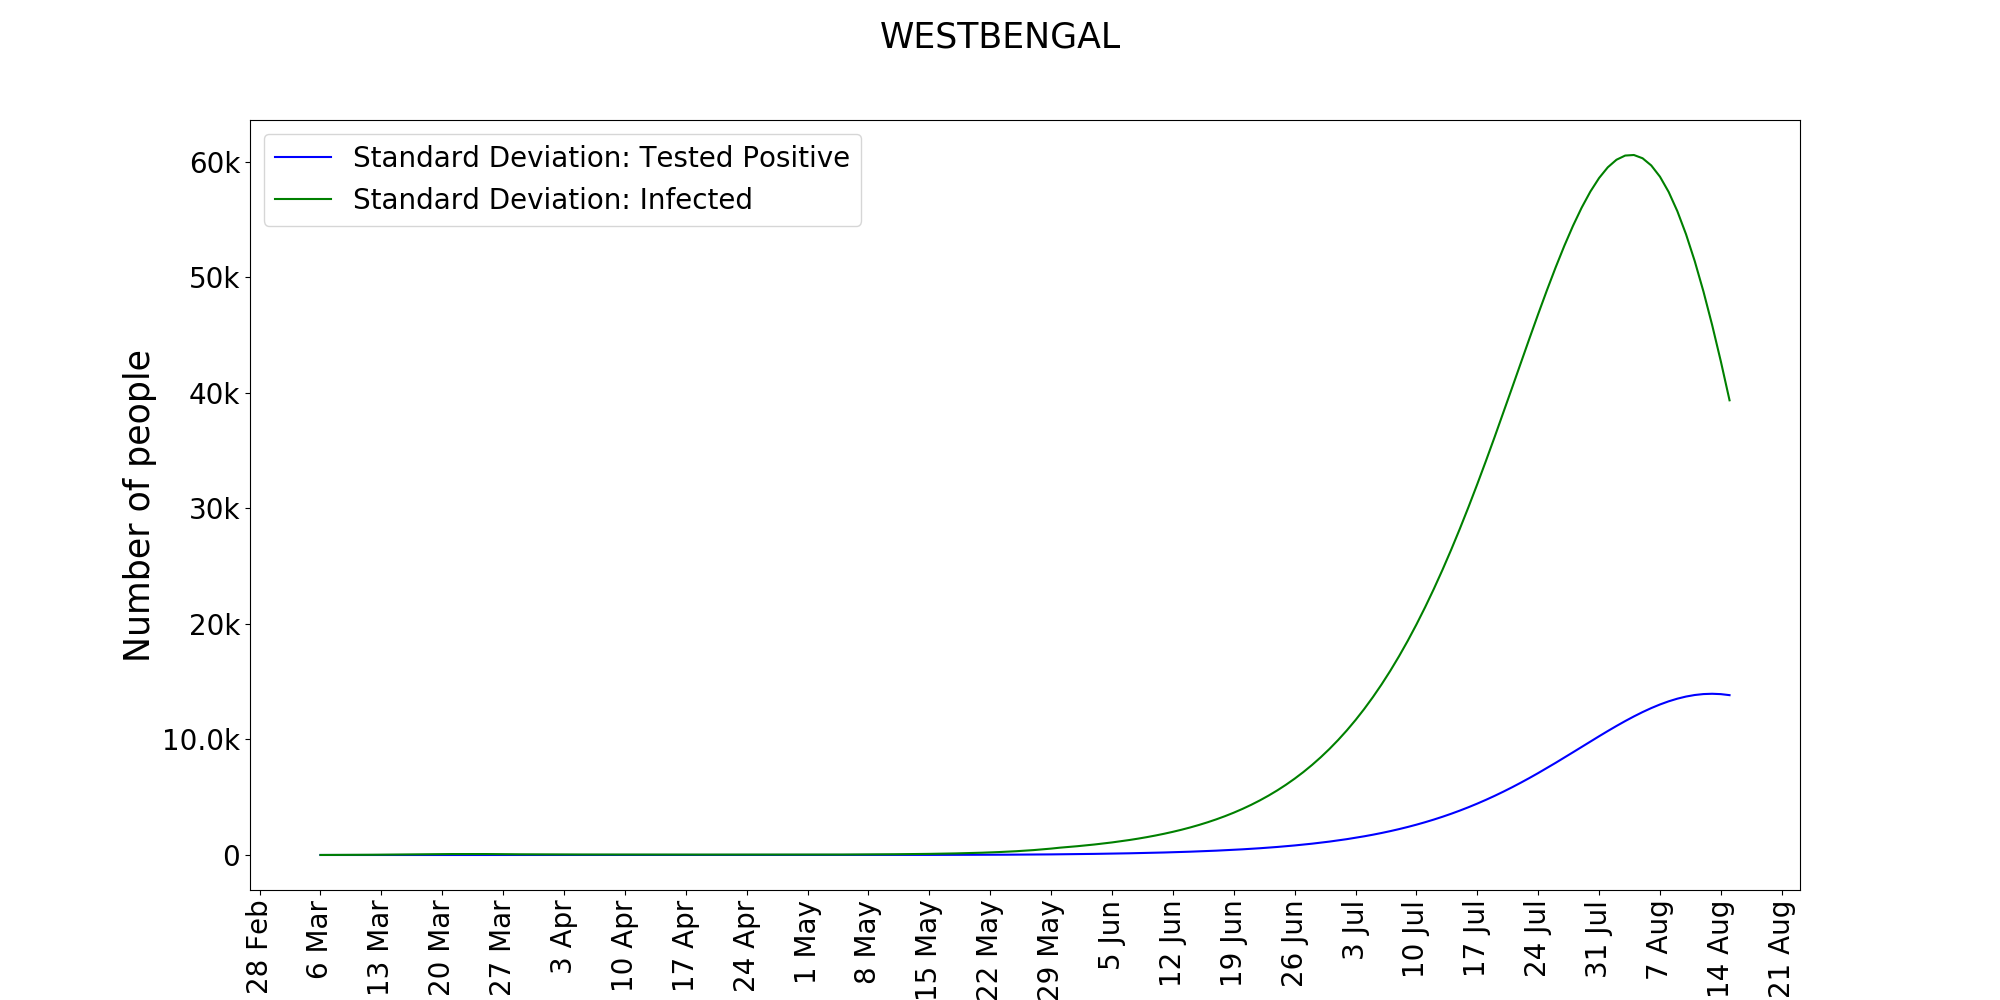 WESTBENGAL
Standard Deviation: Tested Positive
Standard Deviation: Infected
Number of people
60k
50k
40k
30k
20k
10.0k
0
28 Feb
6 Mar
13 Mar
20 Mar
27 Mar
3 Apr
10 Apr
17 Apr
24 Apr
1 May
8 May
15 May
22 May
29 May
5 Jun
12 Jun
19 Jun
26 Jun
3 Jul
10 Jul
17 Jul
24 Jul
31 Jul
7 Aug
14 Aug
21 Aug